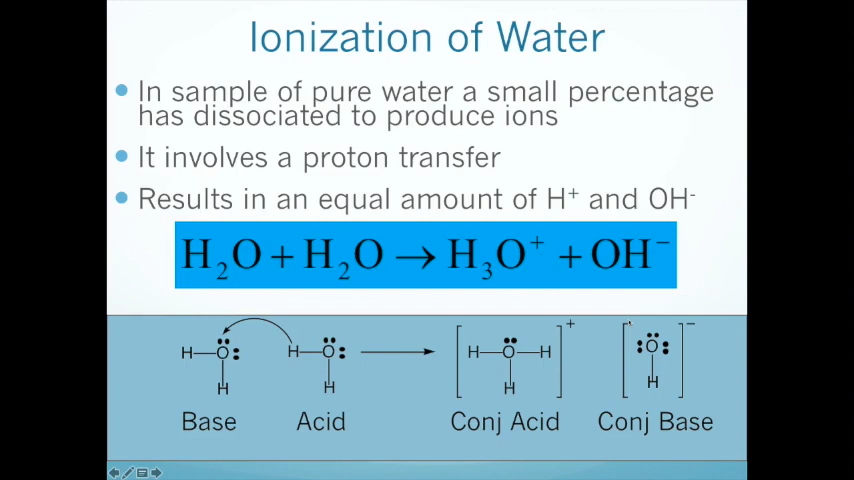 Ionization of Water
• In sample of pure water a small percentage
has dissociated to produce ions
• It involves a proton transfer
• Results in an equal amount of H⁺ and OH⁻
H₂O + H₂O → H₃O⁺ + OH⁻
H—O: H—O: [H—O—H]⁺ [:O:]⁻
H H H H
Base Acid Conj Acid Conj Base